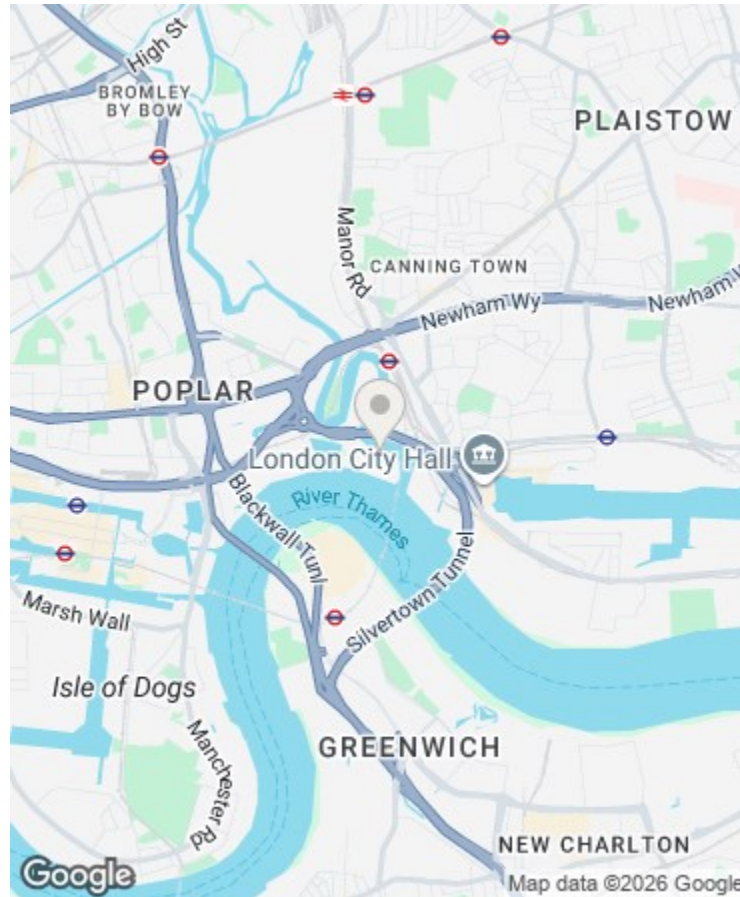 High St
BROMLEY
BY BOW
PLAISTOW
Manor Rd
CANNING TOWN
Newham Wy
Newham W
POPLAR
London City Hall
River Thames
Blackwall Tunl
Silvertown Tunnel
Marsh Wall
Isle of Dogs
Manchester Rd
GREENWICH
NEW CHARLTON
Google
Map data ©2026 Google